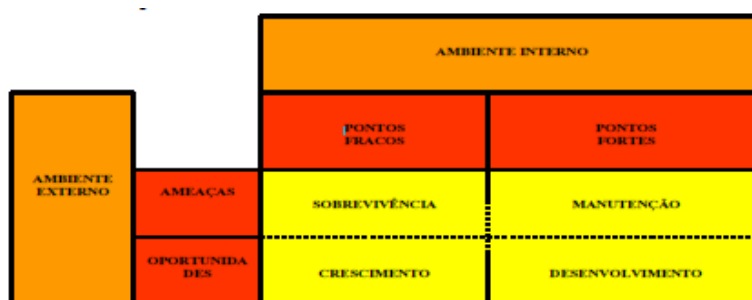 AMBIENTE INTERNO
PONTOS
FRACOS
PONTOS
FORTES
AMBIENTE
EXTERNO
AMEAÇAS
SOBREVIVÊNCIA
MANUTENÇÃO
OPORTUNIDA
DES
CRESCIMENTO
DESENVOLVIMENTO